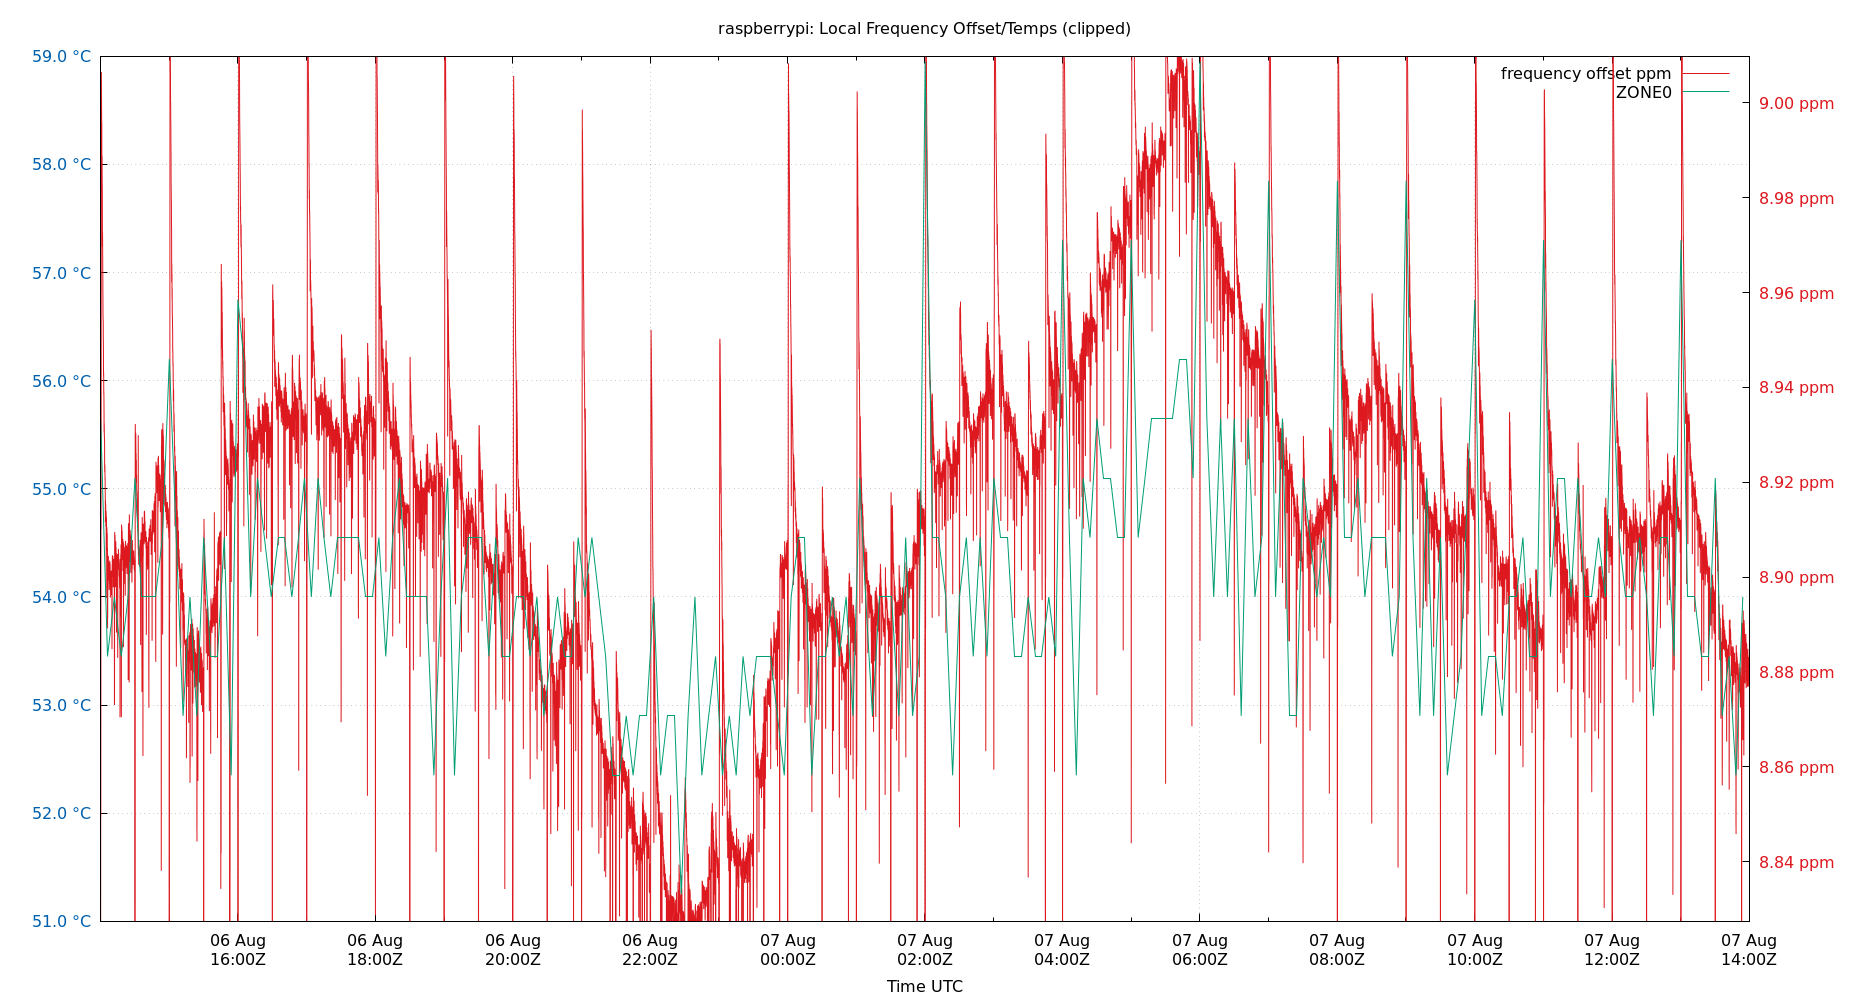 raspberrypi: Local Frequency Offset/Temps (clipped)
frequency offset ppm
ZONE0
59.0 °C
58.0 °C
57.0 °C
56.0 °C
55.0 °C
54.0 °C
53.0 °C
52.0 °C
51.0 °C
9.00 ppm
8.98 ppm
8.96 ppm
8.94 ppm
8.92 ppm
8.90 ppm
8.88 ppm
8.86 ppm
8.84 ppm
06 Aug
16:00Z
06 Aug
18:00Z
06 Aug
20:00Z
06 Aug
22:00Z
07 Aug
00:00Z
07 Aug
02:00Z
07 Aug
04:00Z
07 Aug
06:00Z
07 Aug
08:00Z
07 Aug
10:00Z
07 Aug
12:00Z
07 Aug
14:00Z
Time UTC